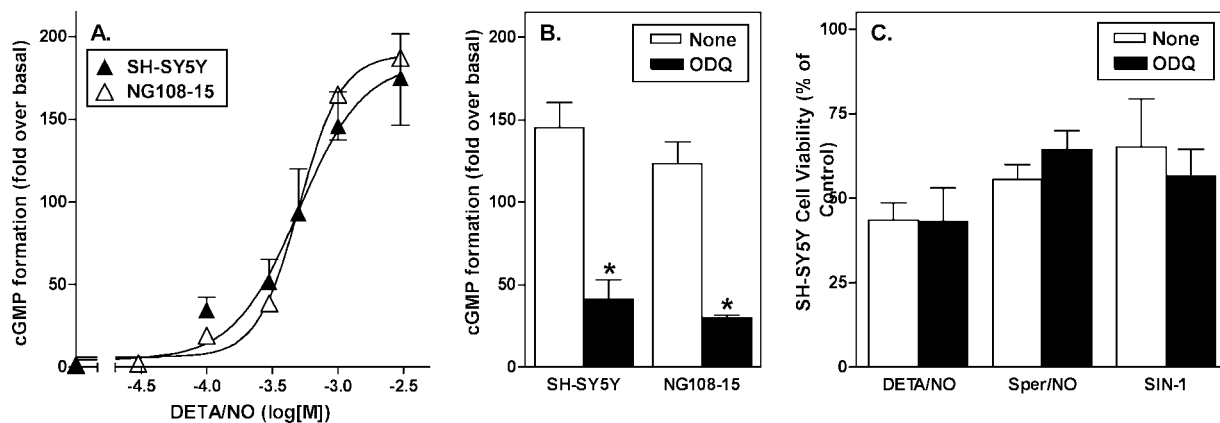 A.
SH-SY5Y
NG108-15
cGMP formation (fold over basal)
200
150
100
50
0
-4.5
-4.0
-3.5
-3.0
-2.5
DETA/NO (log[M])
B.
None
ODQ
cGMP formation (fold over basal)
200
150
100
50
0
*
*
SH-SY5Y
NG108-15
C.
None
ODQ
SH-SY5Y Cell Viability (% of
Control)
100
75
50
25
0
DETA/NO
Sper/NO
SIN-1